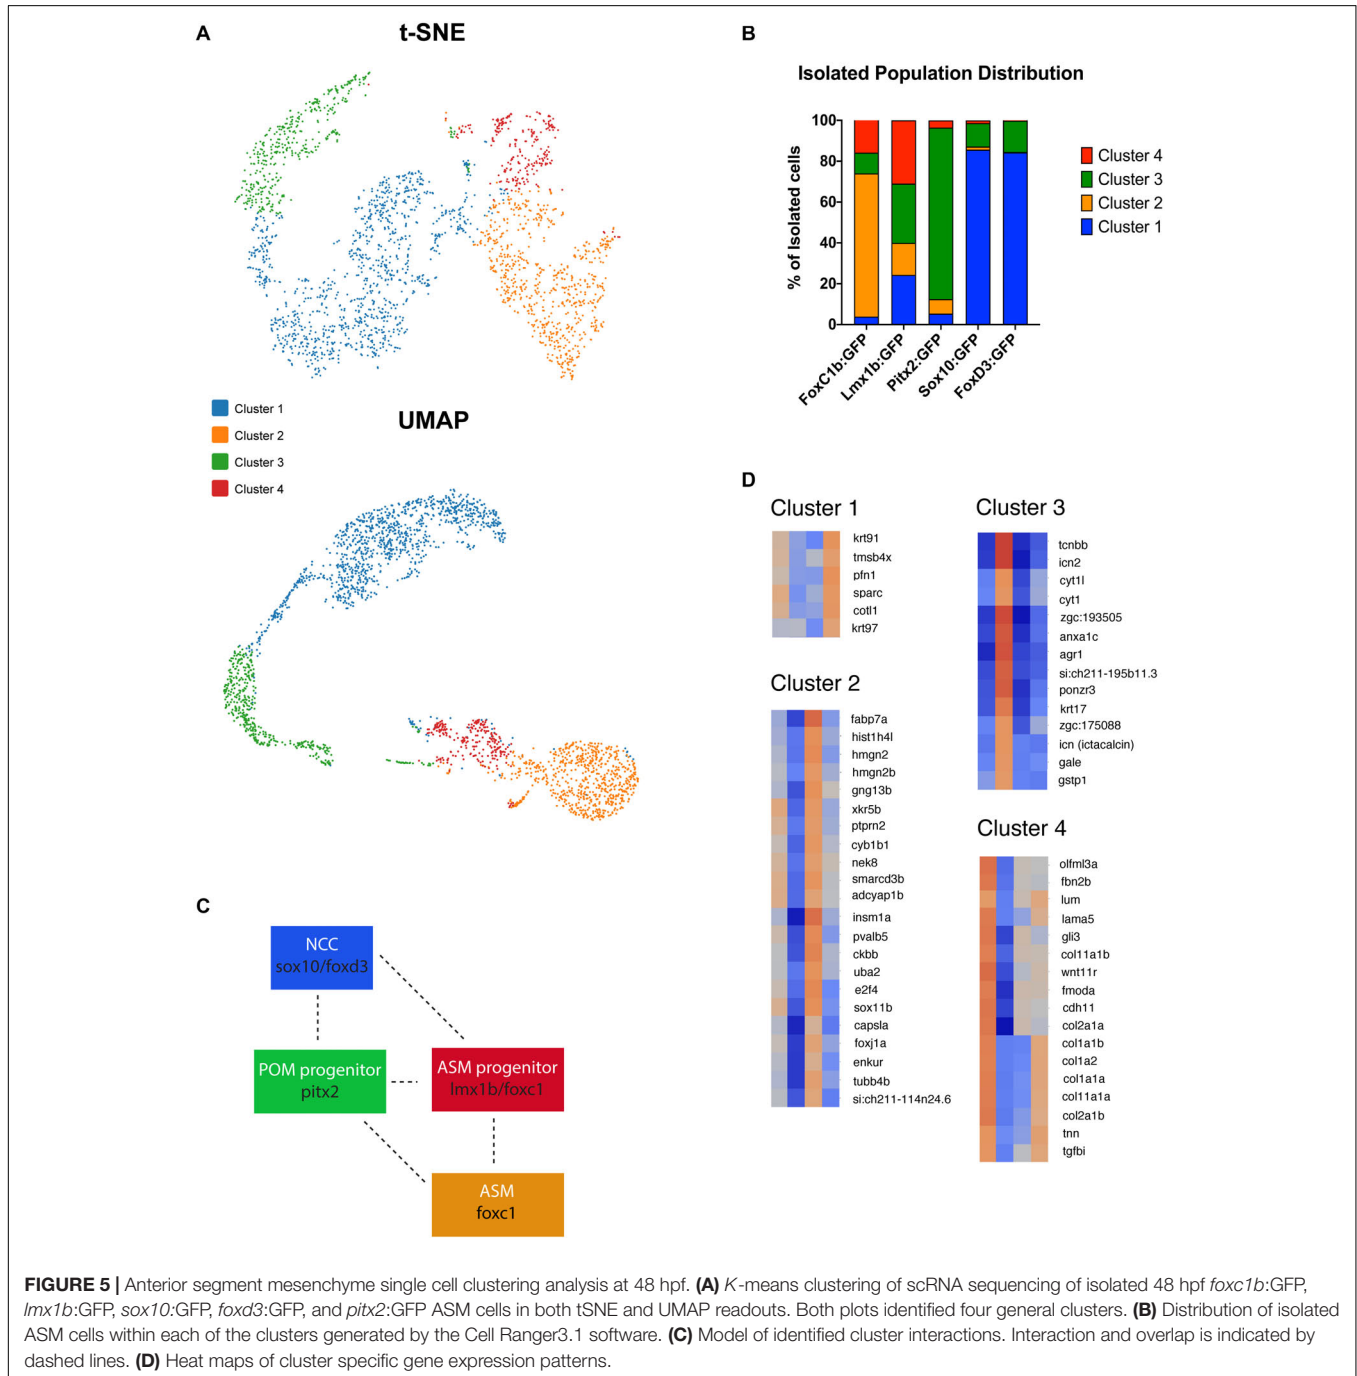 A
t-SNE
Cluster 1
Cluster 2
Cluster 3
Cluster 4
UMAP
B
Isolated Population Distribution
% of Isolated cells
100
80
60
40
20
0
FoxC1b:GFP
Lmx1b:GFP
Pitx2:GFP
Sox10:GFP
FoxD3:GFP
Cluster 4
Cluster 3
Cluster 2
Cluster 1
C
NCC
sox10/foxd3
POM progenitor
pitx2
ASM progenitor
lmx1b/foxc1
ASM
foxc1
D
Cluster 1
krt91
tmsb4x
pfn1
sparc
cotl1
krt97
Cluster 2
fabp7a
hist1h4l
hmgn2
hmgn2b
gng13b
xkr5b
ptprn2
cyb1b1
nek8
smarcd3b
adcyap1b
insm1a
pvalb5
ckbb
uba2
e2f4
sox11b
capsla
foxj1a
enkur
tubb4b
si:ch211-114n24.6
Cluster 3
tcnbb
icn2
cyt1l
cyt1
zgc:193505
anxa1c
agr1
si:ch211-195b11.3
ponzr3
krt17
zgc:175088
icn (ictacalcin)
gale
gstp1
Cluster 4
olfml3a
fbn2b
lum
lama5
gli3
col11a1b
wnt11r
fmoda
cdh11
col2a1a
col1a1b
col1a2
col1a1a
col11a1a
col2a1b
tnn
tgfbi
FIGURE 5 | Anterior segment mesenchyme single cell clustering analysis at 48 hpf. (A) K-means clustering of scRNA sequencing of isolated 48 hpf foxc1b:GFP,
lmx1b:GFP, sox10:GFP, foxd3:GFP, and pitx2:GFP ASM cells in both tSNE and UMAP readouts. Both plots identified four general clusters. (B) Distribution of isolated
ASM cells within each of the clusters generated by the Cell Ranger3.1 software. (C) Model of identified cluster interactions. Interaction and overlap is indicated by
dashed lines. (D) Heat maps of cluster specific gene expression patterns.